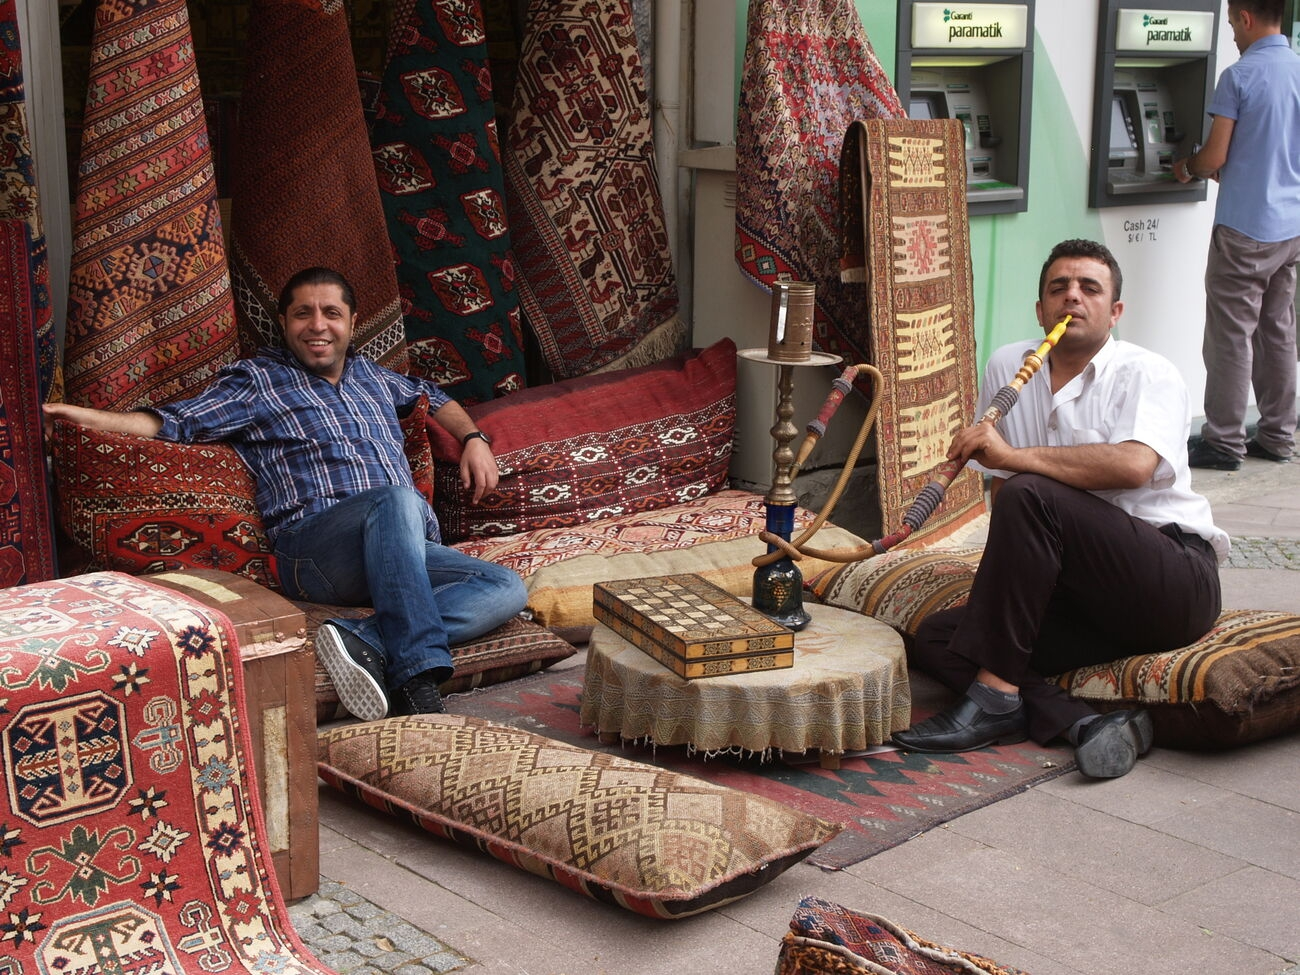 Garanti
paramatik
Garanti
paramatik
Cash 24/
$/€/ TL